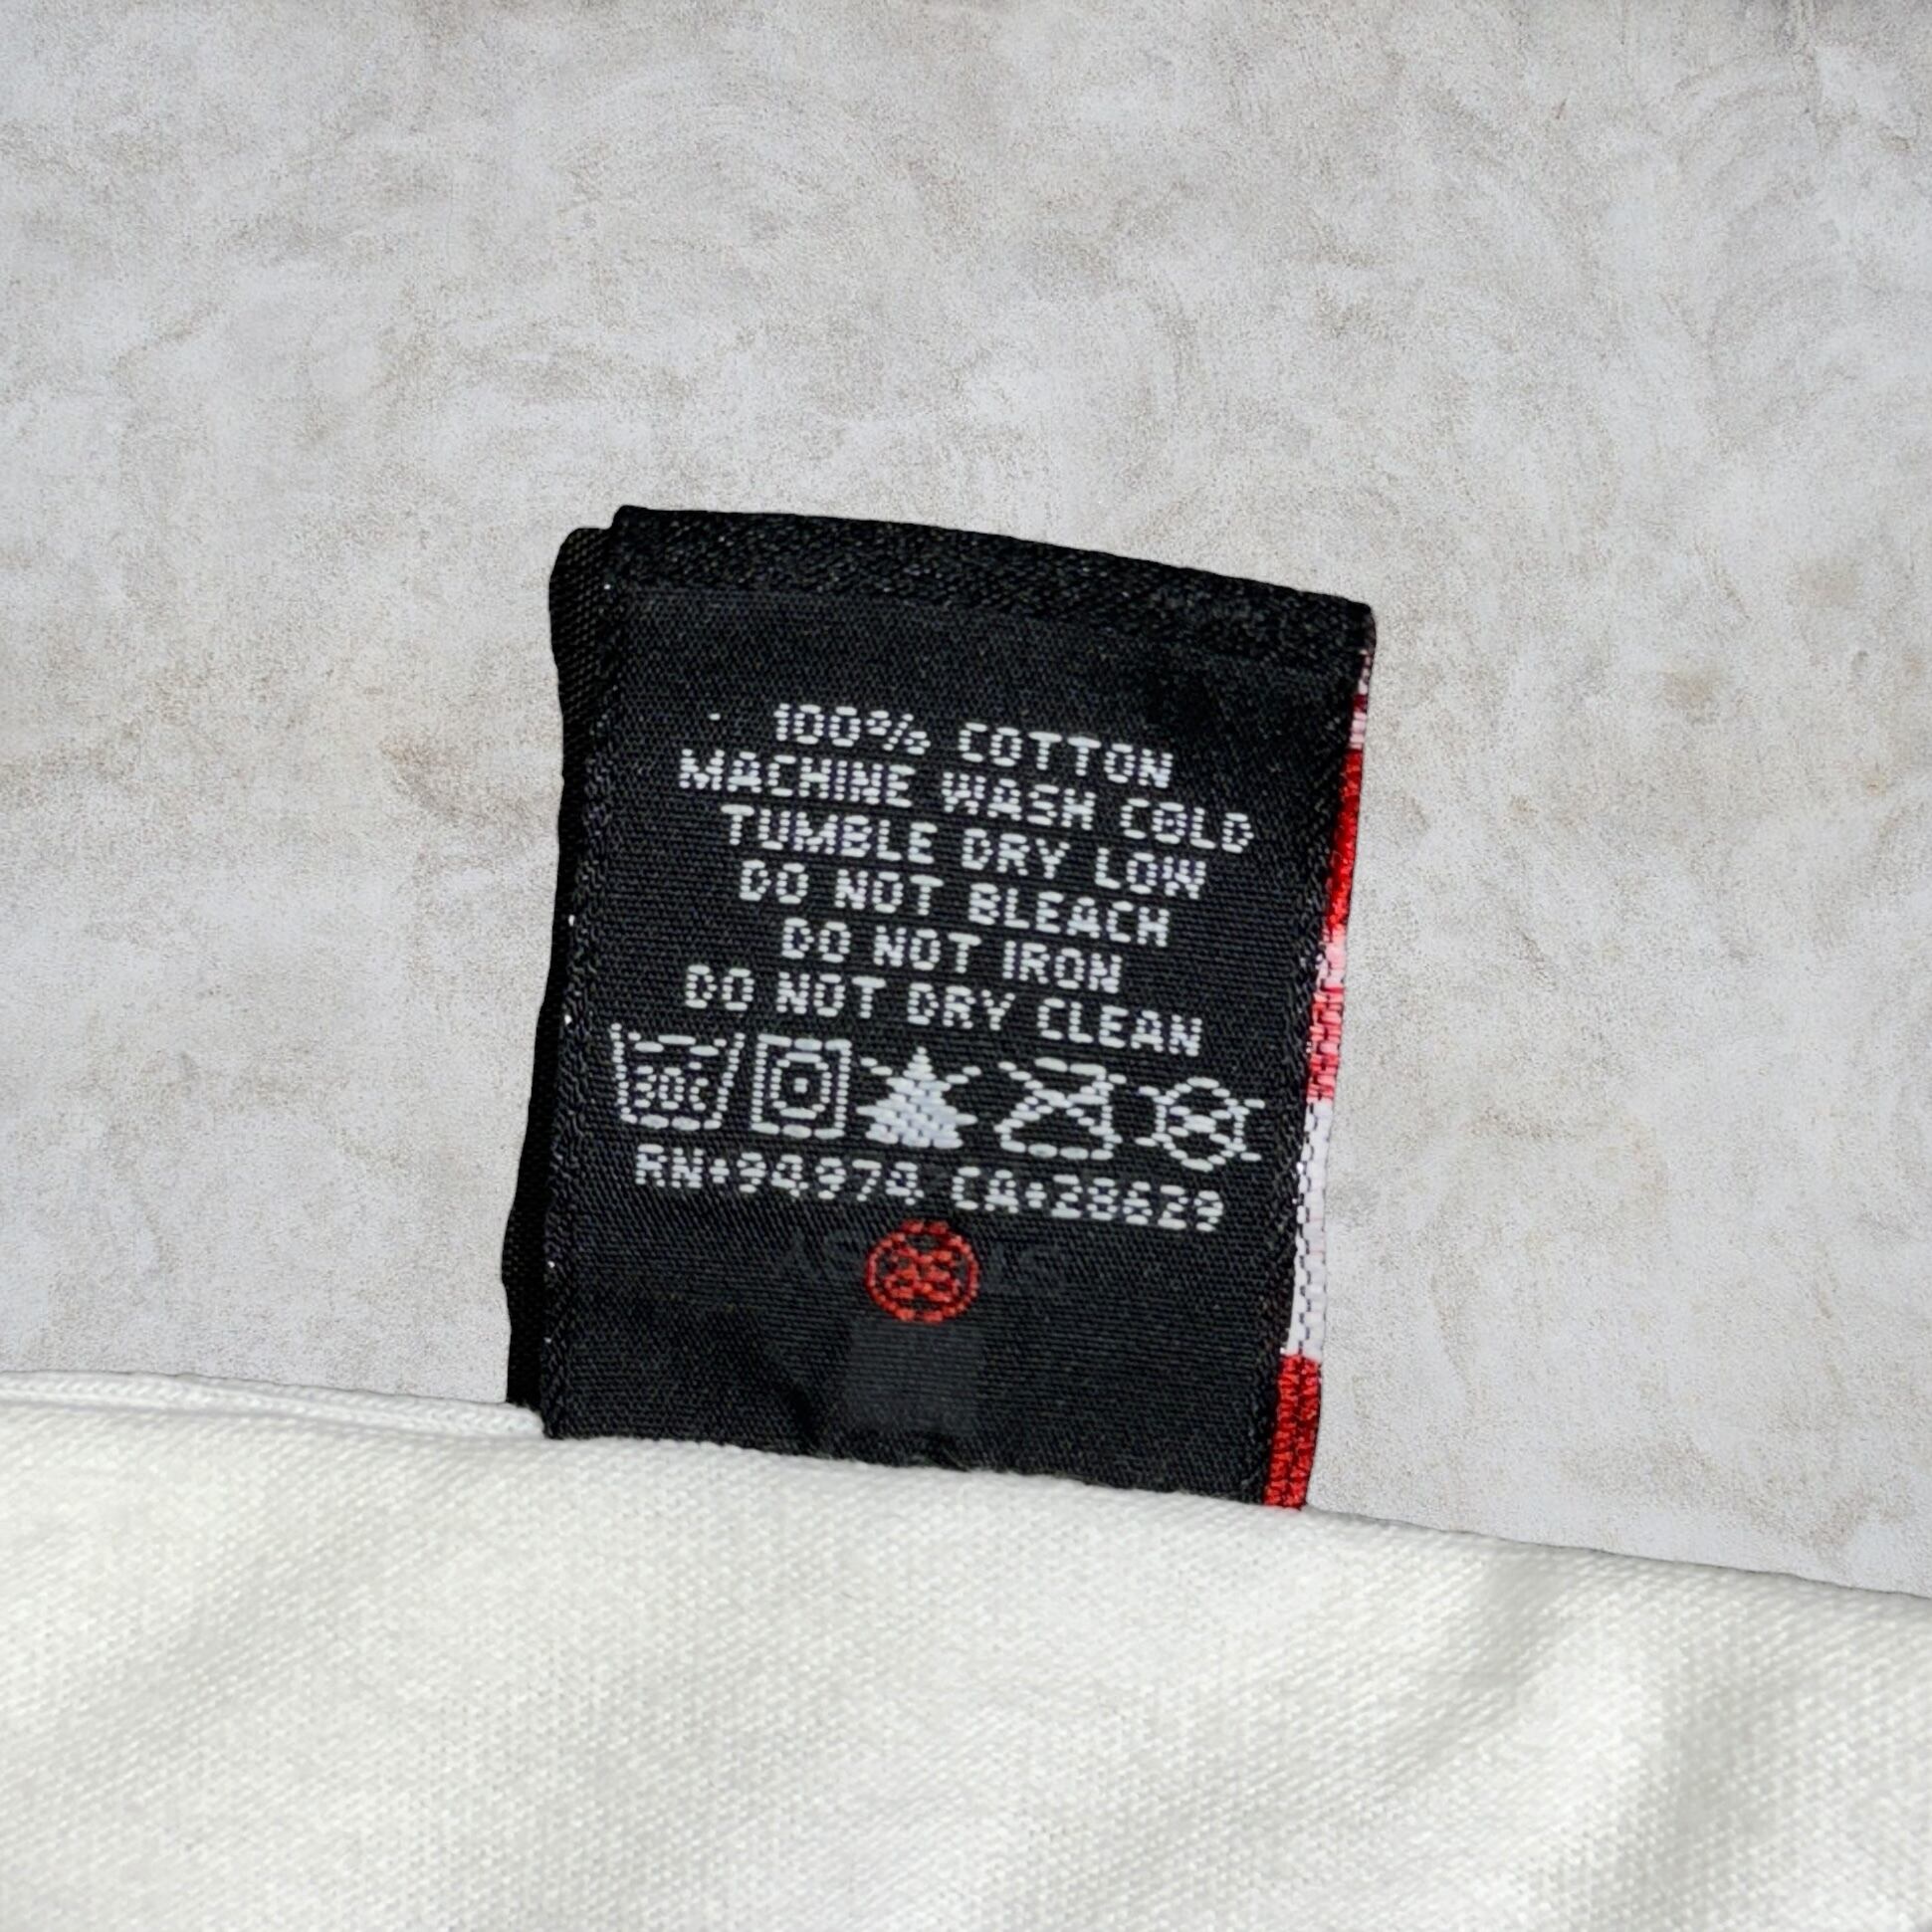 100% COTTON
MACHINE WASH COLD
TUMBLE DRY LOW
DO NOT BLEACH
DO NOT IRON
DO NOT DRY CLEAN
30C
RN•94974 CA•28629